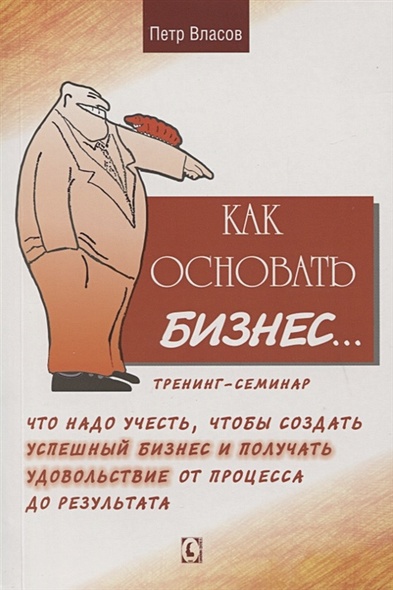 Петр Власов
КАК
ОСНОВАТЬ
БИЗНЕС...
ТРЕНИНГ-СЕМИНАР
ЧТО НАДО УЧЕСТЬ, ЧТОБЫ СОЗДАТЬ
УСПЕШНЫЙ БИЗНЕС И ПОЛУЧАТЬ
УДОВОЛЬСТВИЕ ОТ ПРОЦЕССА
ДО РЕЗУЛЬТАТА